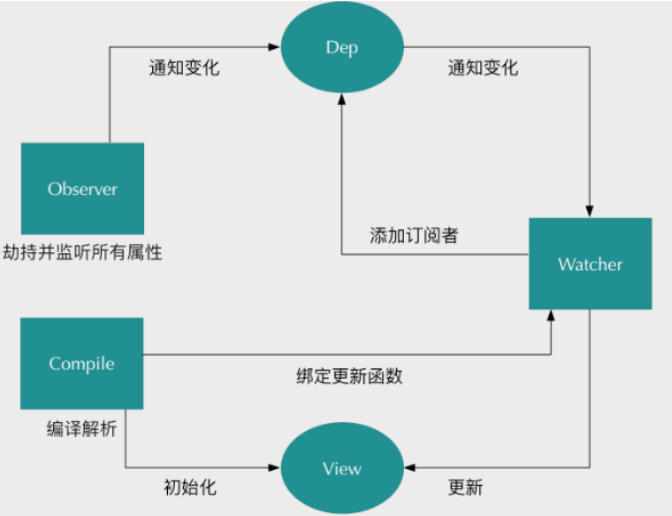 Dep
通知变化
通知变化
Observer
劫持并监听所有属性
添加订阅者
Watcher
Compile
绑定更新函数
编译解析
View
初始化
更新